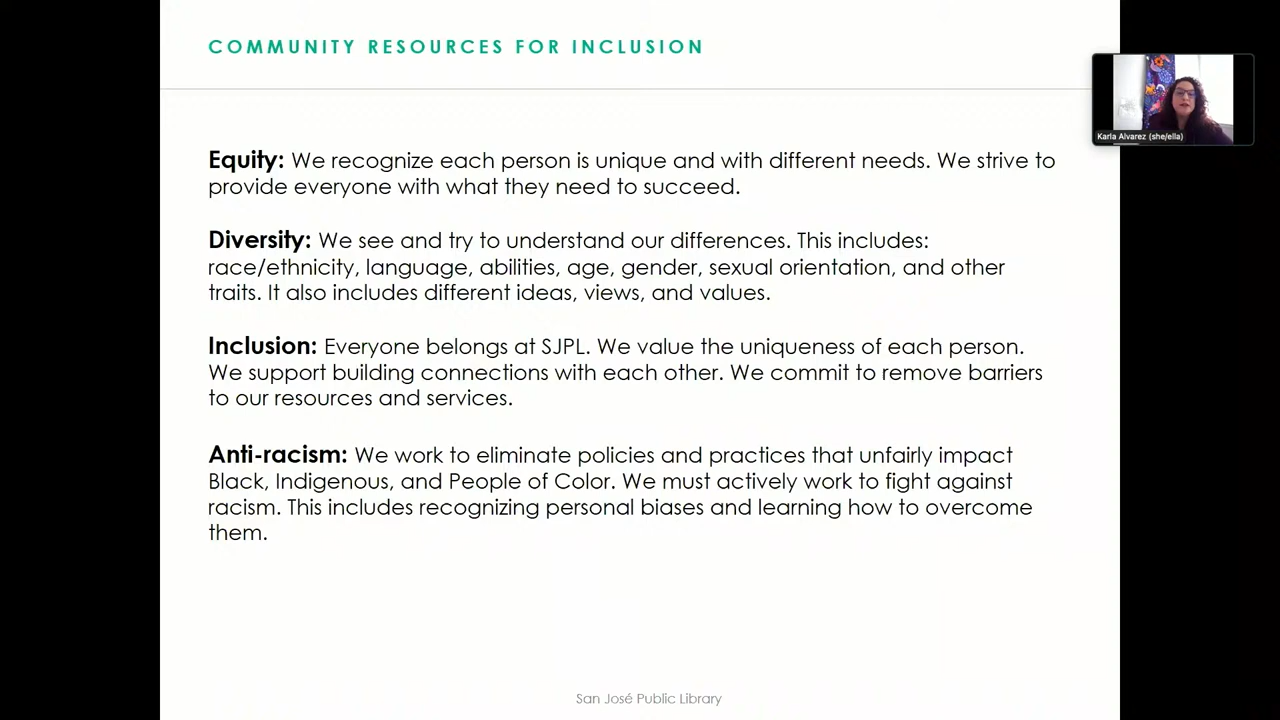 COMMUNITY RESOURCES FOR INCLUSION
Karla Alvarez (she/ella)
Equity: We recognize each person is unique and with different needs. We strive to
provide everyone with what they need to succeed.
Diversity: We see and try to understand our differences. This includes:
race/ethnicity, language, abilities, age, gender, sexual orientation, and other
traits. It also includes different ideas, views, and values.
Inclusion: Everyone belongs at SJPL. We value the uniqueness of each person.
We support building connections with each other. We commit to remove barriers
to our resources and services.
Anti-racism: We work to eliminate policies and practices that unfairly impact
Black, Indigenous, and People of Color. We must actively work to fight against
racism. This includes recognizing personal biases and learning how to overcome
them.
San José Public Library